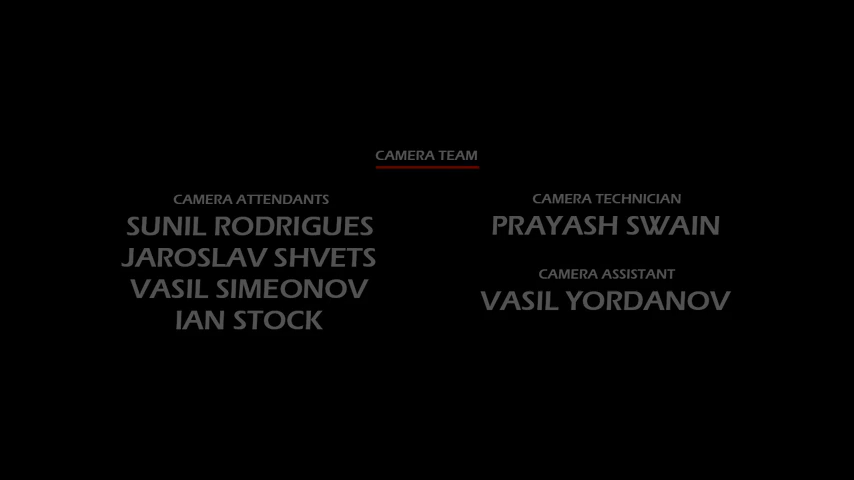 CAMERA TEAM
CAMERA ATTENDANTS
SUNIL RODRIGUES
JAROSLAV SHVETS
VASIL SIMEONOV
IAN STOCK
CAMERA TECHNICIAN
PRAYASH SWAIN
CAMERA ASSISTANT
VASIL YORDANOV